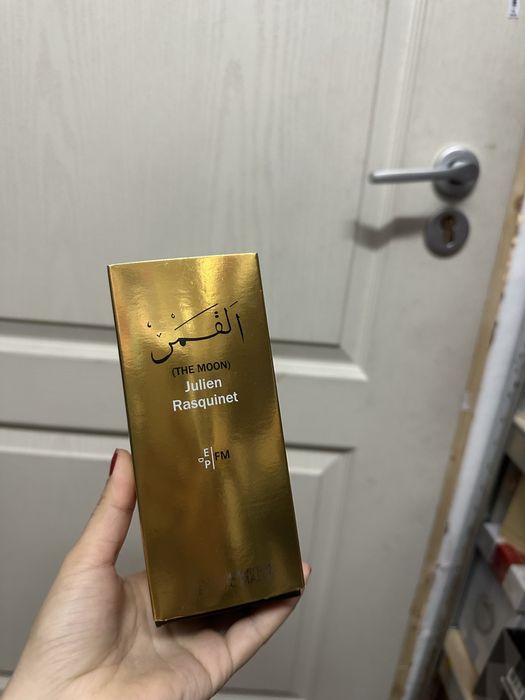 القمر
(THE MOON)
Julien
Rasquinet
E
P
FM